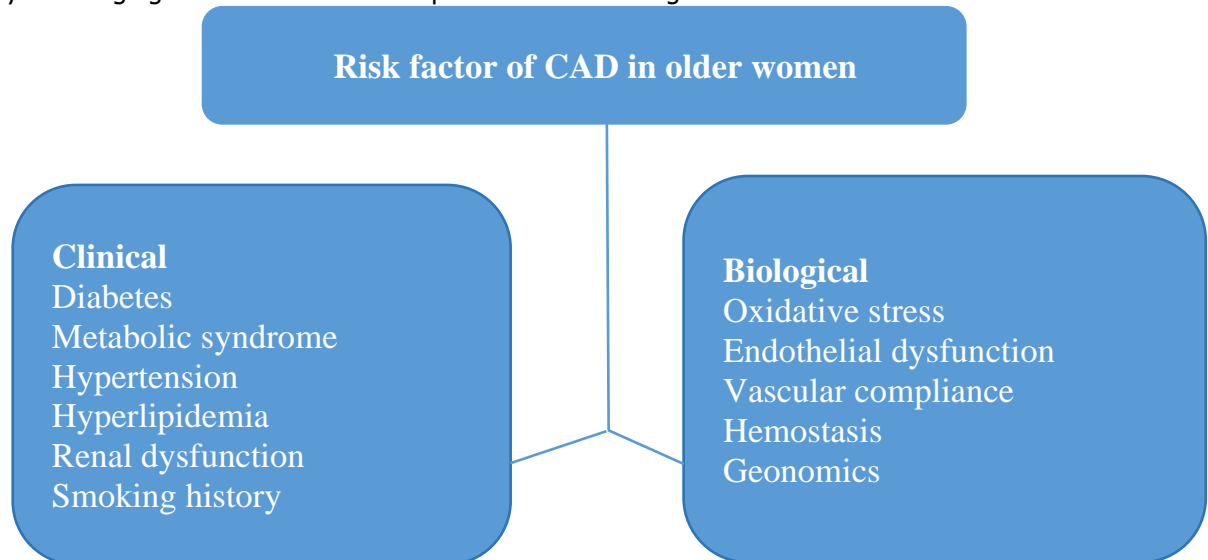 Risk factor of CAD in older women
Clinical
Diabetes
Metabolic syndrome
Hypertension
Hyperlipidemia
Renal dysfunction
Smoking history
Biological
Oxidative stress
Endothelial dysfunction
Vascular compliance
Hemostasis
Geonomics